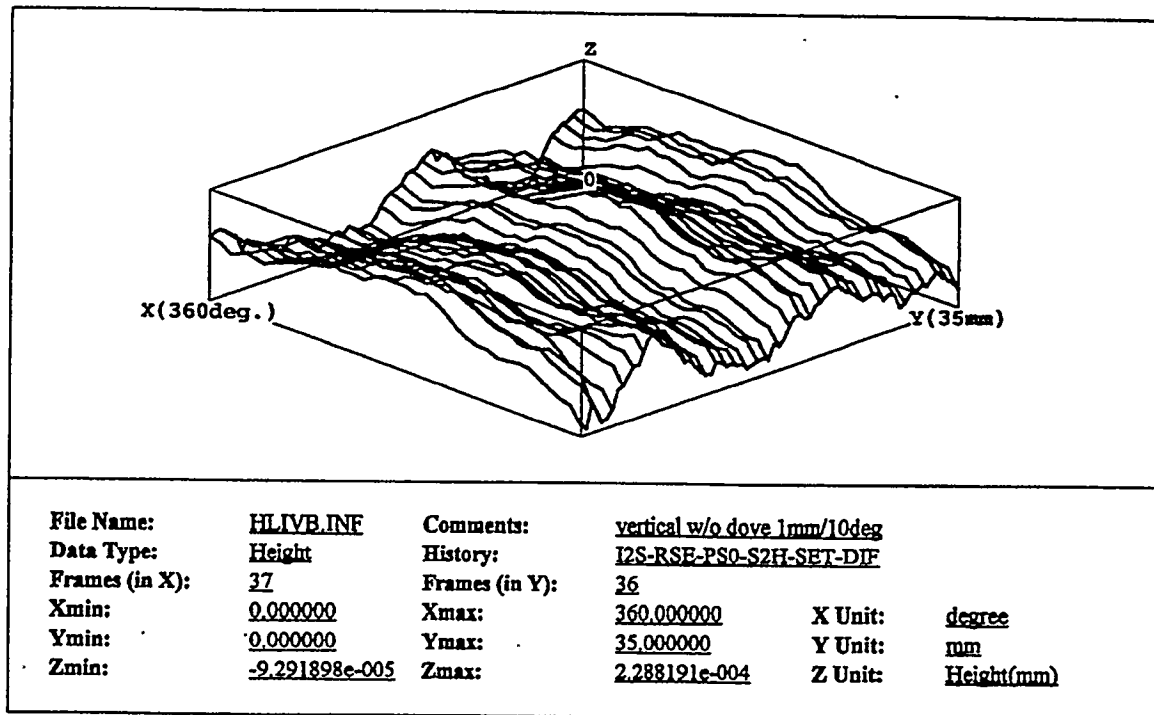 Z
0
X(360deg.)
Y(35mm)
File Name: HLIVB.INF Comments: vertical w/o dove 1mm/10deg
Data Type: Height History: I2S-RSE-PS0-S2H-SET-DIF
Frames (in X): 37 Frames (in Y): 36
Xmin: 0.000000 Xmax: 360.000000 X Unit: degree
Ymin: 0.000000 Ymax: 35.000000 Y Unit: mm
Zmin: -9.291898e-005 Zmax: 2.288191e-004 Z Unit: Height(mm)